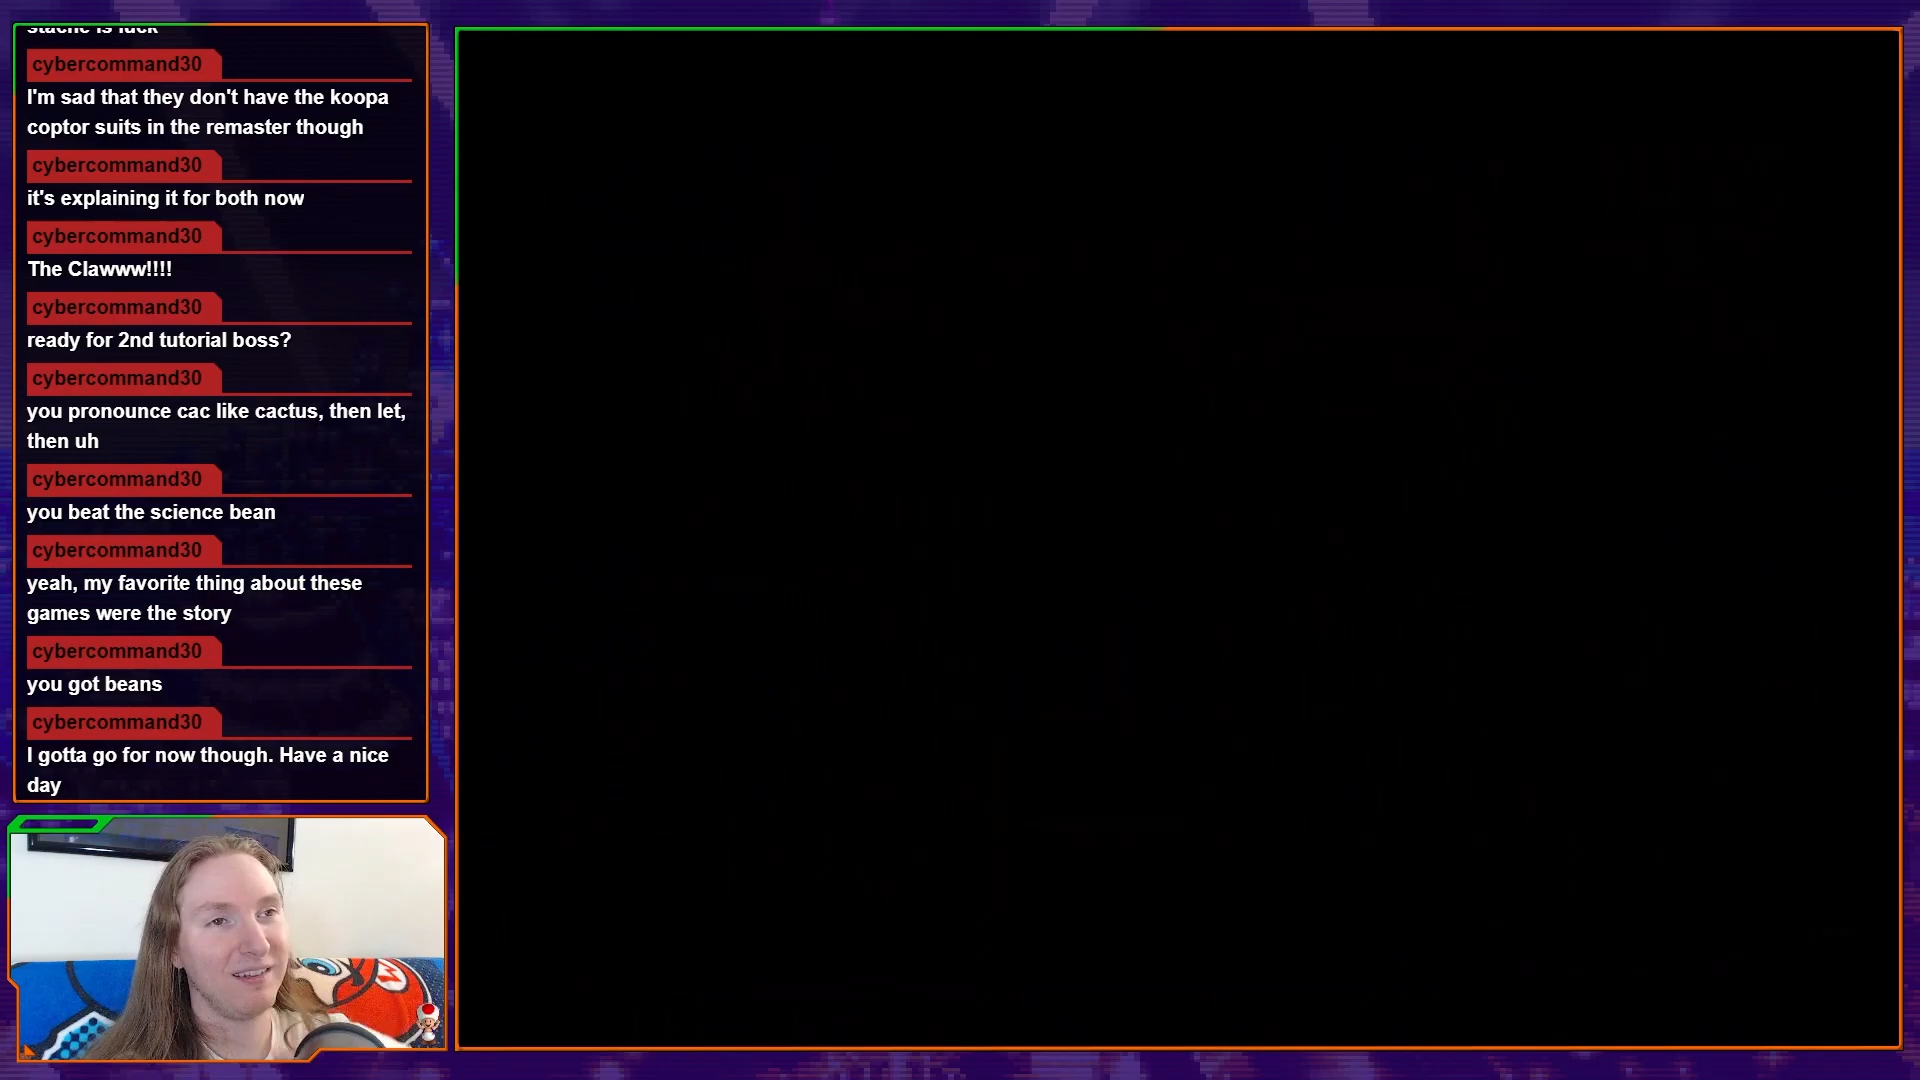 stache is luck
cybercommand30
I'm sad that they don't have the koopa
coptor suits in the remaster though
cybercommand30
it's explaining it for both now
cybercommand30
The Clawww!!!!
cybercommand30
ready for 2nd tutorial boss?
cybercommand30
you pronounce cac like cactus, then let,
then uh
cybercommand30
you beat the science bean
cybercommand30
yeah, my favorite thing about these
games were the story
cybercommand30
you got beans
cybercommand30
I gotta go for now though. Have a nice
day